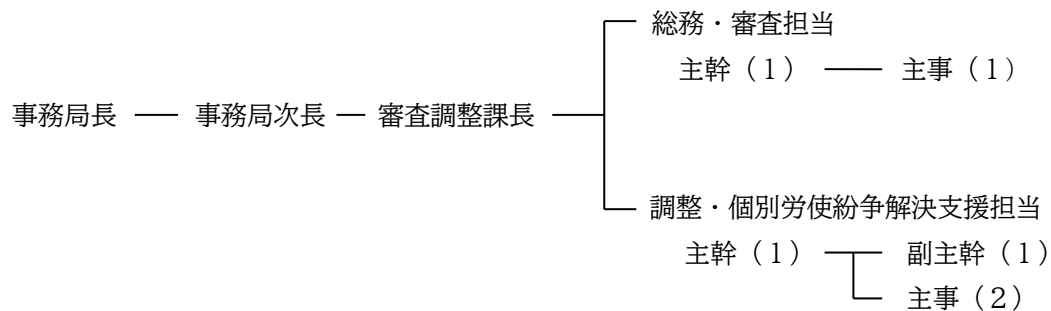 総務・審査担当
主幹（１） 主事（１）
事務局長 事務局次長 審査調整課長
調整・個別労使紛争解決支援担当
主幹（１） 副主幹（１）
主事（２）